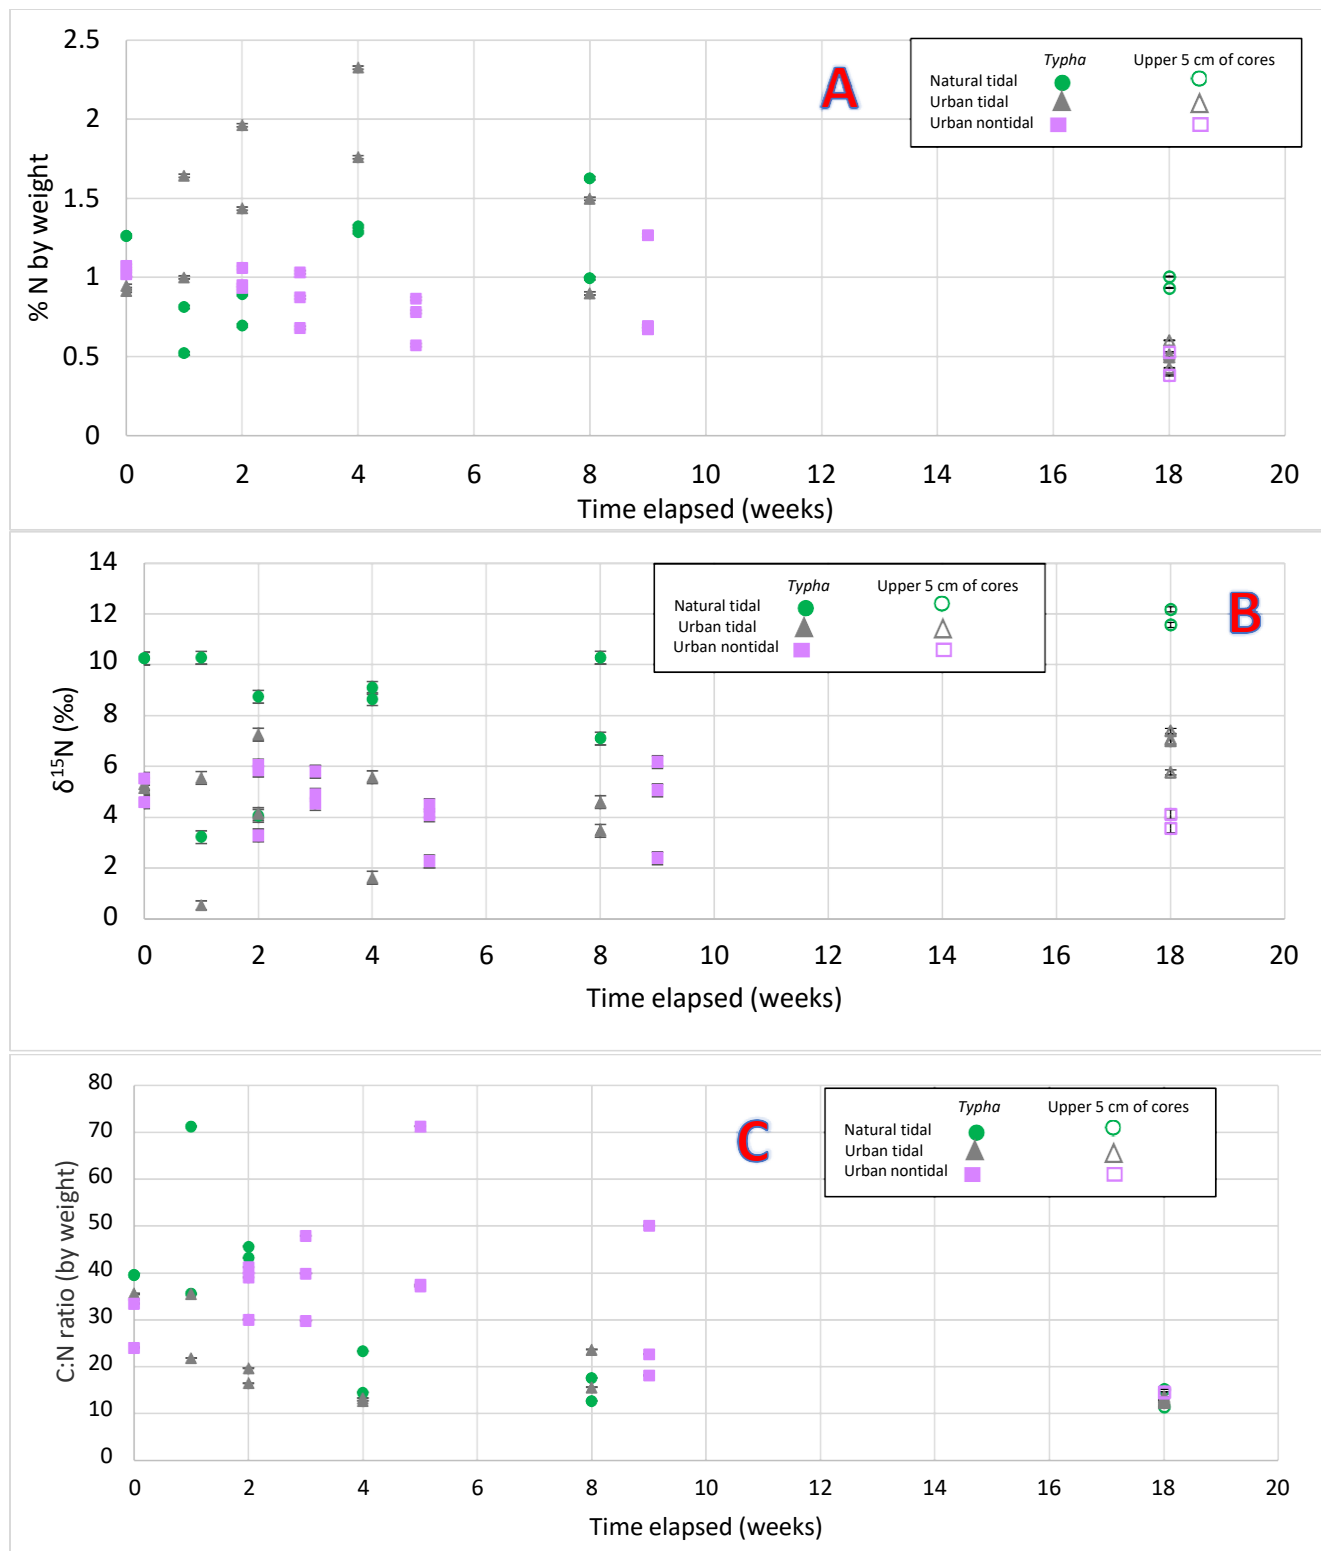 2.5
A
Typha Upper 5 cm of cores
Natural tidal
Urban tidal
Urban nontidal
2
1.5
1
0.5
0
% N by weight
0 2 4 6 8 10 12 14 16 18 20
Time elapsed (weeks)
14
B
Typha Upper 5 cm of cores
Natural tidal
Urban tidal
Urban nontidal
12
10
8
6
4
2
0
δ¹⁵N (‰)
0 2 4 6 8 10 12 14 16 18 20
Time elapsed (weeks)
80
C
Typha Upper 5 cm of cores
Natural tidal
Urban tidal
Urban nontidal
70
60
50
40
30
20
10
0
C:N ratio (by weight)
0 2 4 6 8 10 12 14 16 18 20
Time elapsed (weeks)